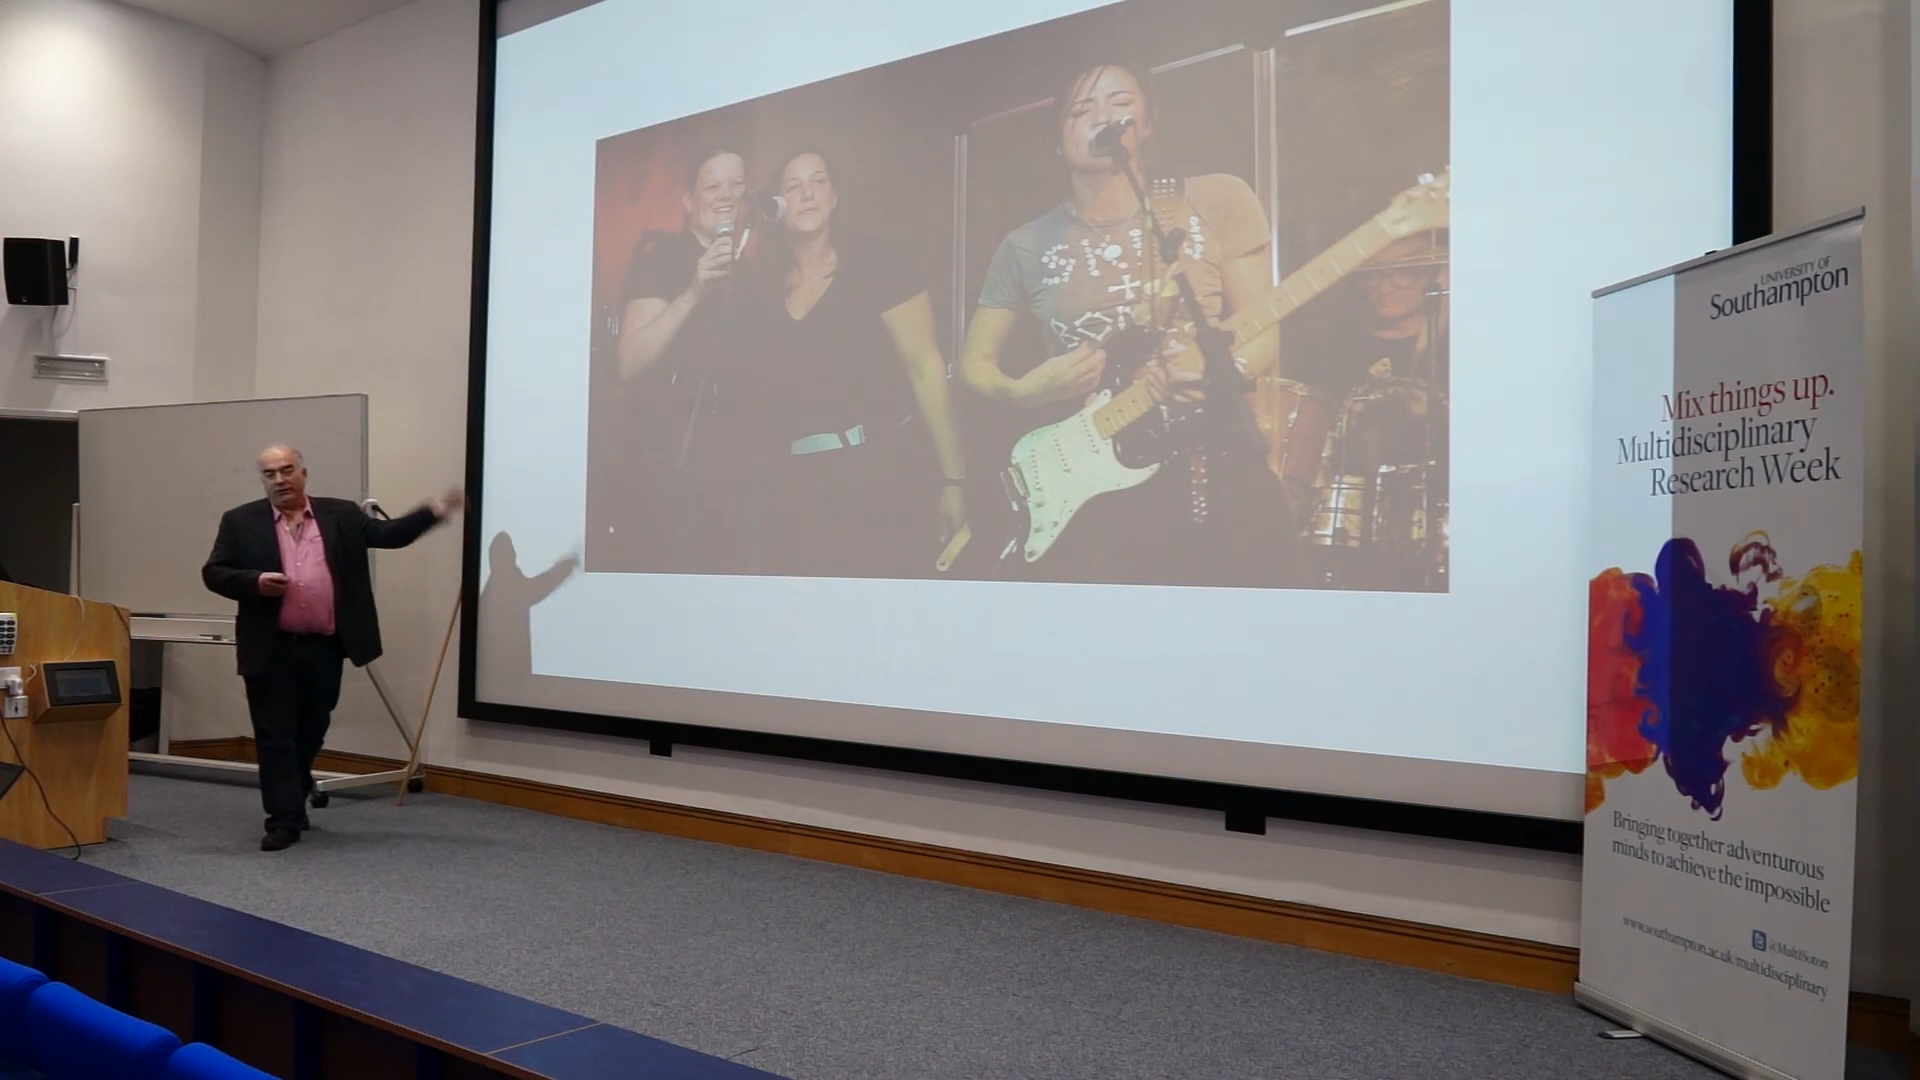 UNIVERSITY OF
Southampton
Mix things up.
Multidisciplinary
Research Week
Bringing together adventurous
minds to achieve the impossible
@MultiSoton
www.southampton.ac.uk/multidisciplinary